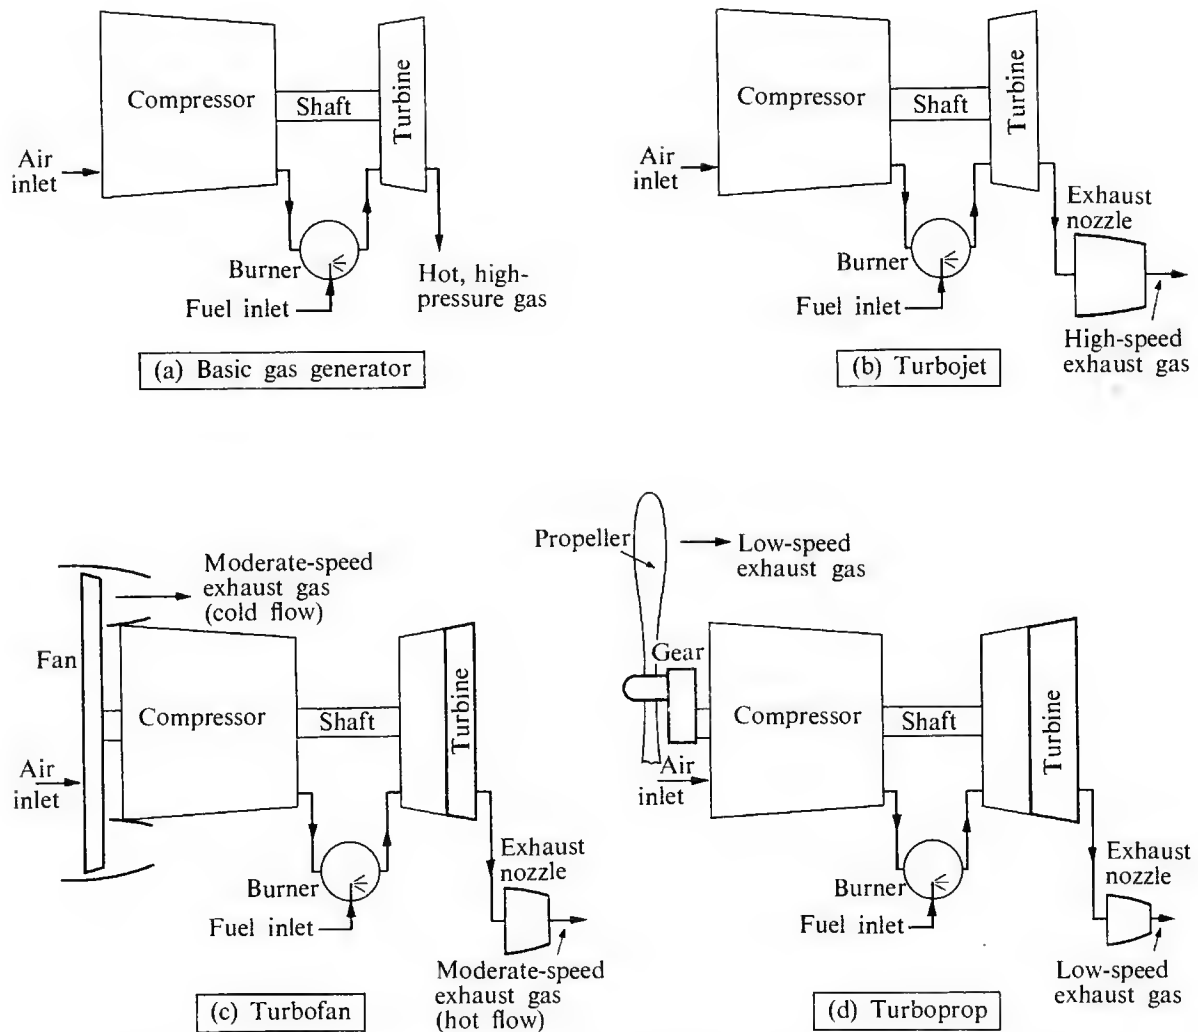 Compressor
Shaft
Turbine
Air
inlet
Burner
Fuel inlet
Hot, high-
pressure gas
(a) Basic gas generator
Compressor
Shaft
Turbine
Air
inlet
Exhaust
nozzle
Burner
Fuel inlet
High-speed
exhaust gas
(b) Turbojet
Moderate-speed
exhaust gas
(cold flow)
Fan
Compressor
Shaft
Turbine
Air
inlet
Exhaust
nozzle
Burner
Fuel inlet
Moderate-speed
exhaust gas
(hot flow)
(c) Turbofan
Propeller
Low-speed
exhaust gas
Gear
Compressor
Shaft
Turbine
Air
inlet
Exhaust
nozzle
Burner
Fuel inlet
Low-speed
exhaust gas
(d) Turboprop